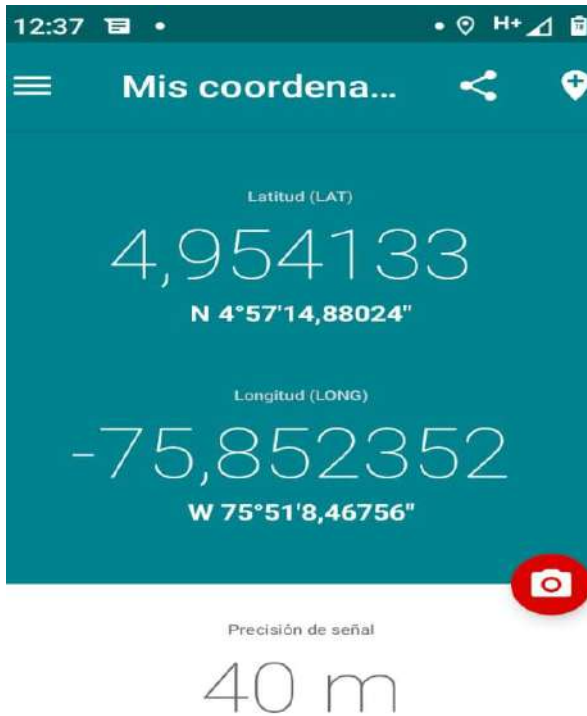 12:37 H+
Mis coordena...
Latitud (LAT)
4,954133
N 4°57'14,88024"
Longitud (LONG)
-75,852352
W 75°51'8,46756"
Precisión de señal
40 m